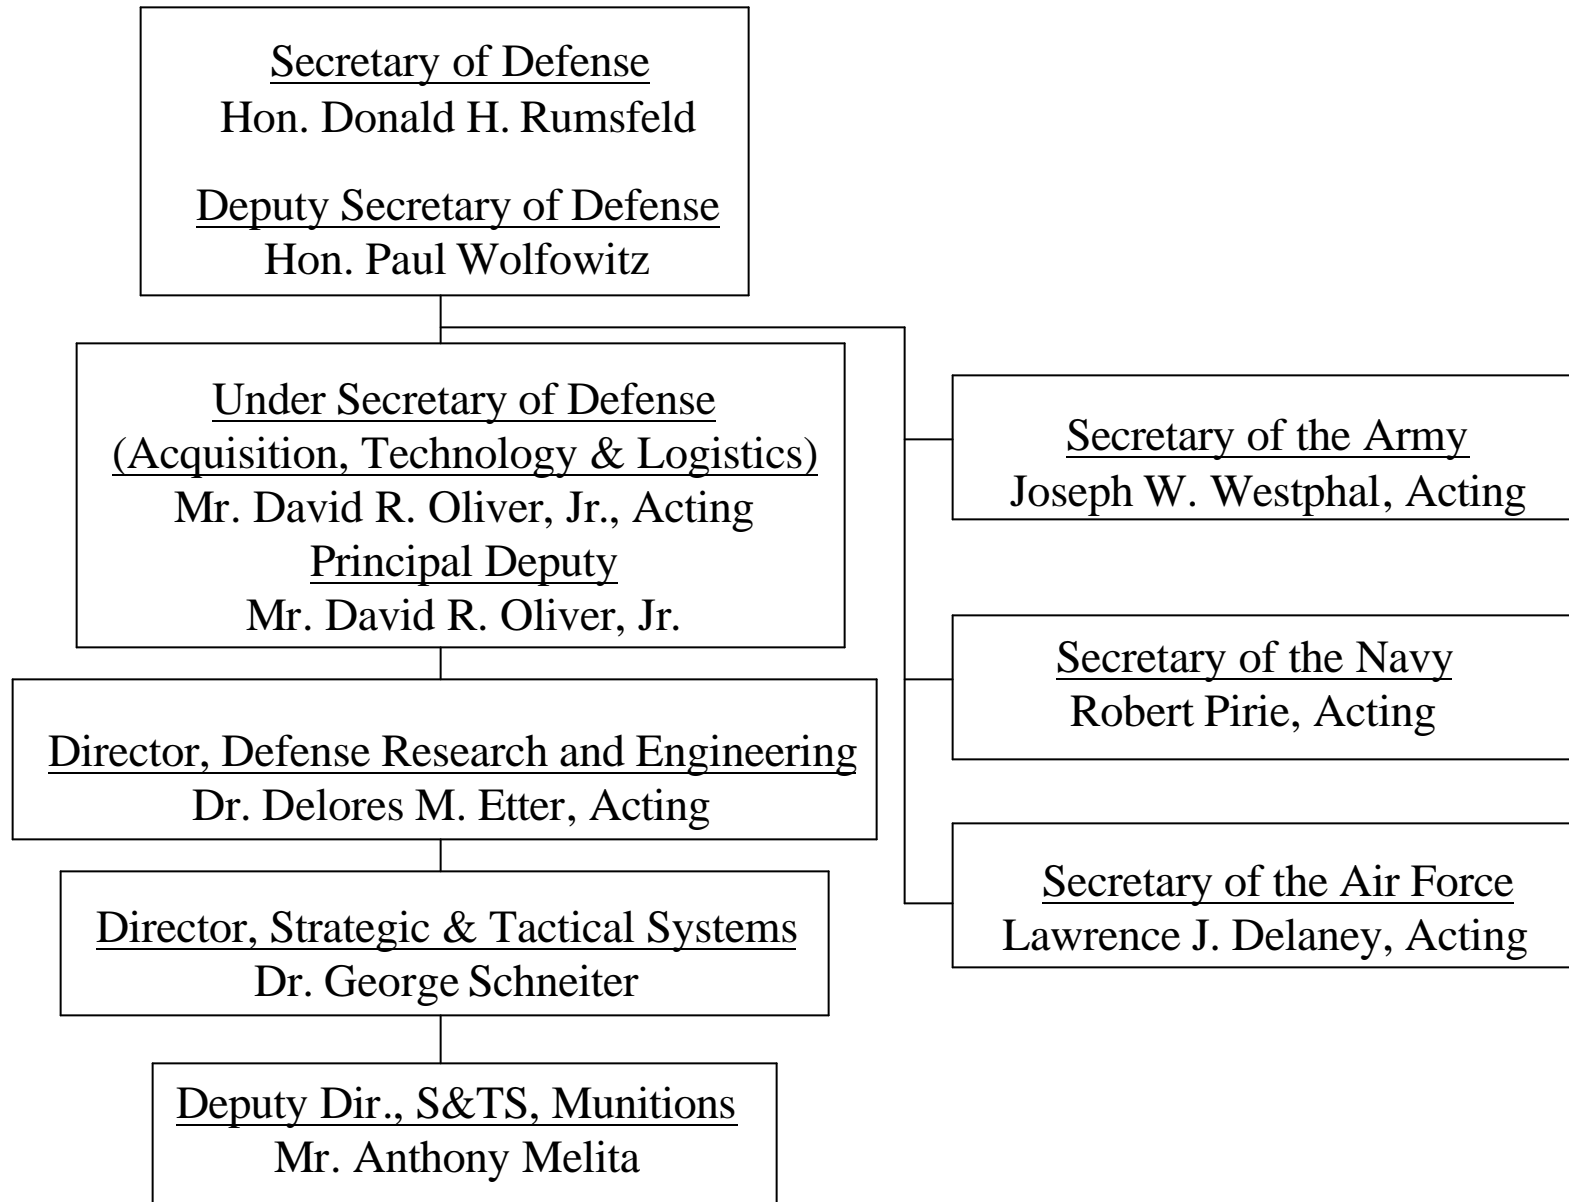 Secretary of Defense
Hon. Donald H. Rumsfeld
Deputy Secretary of Defense
Hon. Paul Wolfowitz
Under Secretary of Defense
(Acquisition, Technology & Logistics)
Mr. David R. Oliver, Jr., Acting
Principal Deputy
Mr. David R. Oliver, Jr.
Director, Defense Research and Engineering
Dr. Delores M. Etter, Acting
Director, Strategic & Tactical Systems
Dr. George Schneiter
Deputy Dir., S&TS, Munitions
Mr. Anthony Melita
Secretary of the Army
Joseph W. Westphal, Acting
Secretary of the Navy
Robert Pirie, Acting
Secretary of the Air Force
Lawrence J. Delaney, Acting